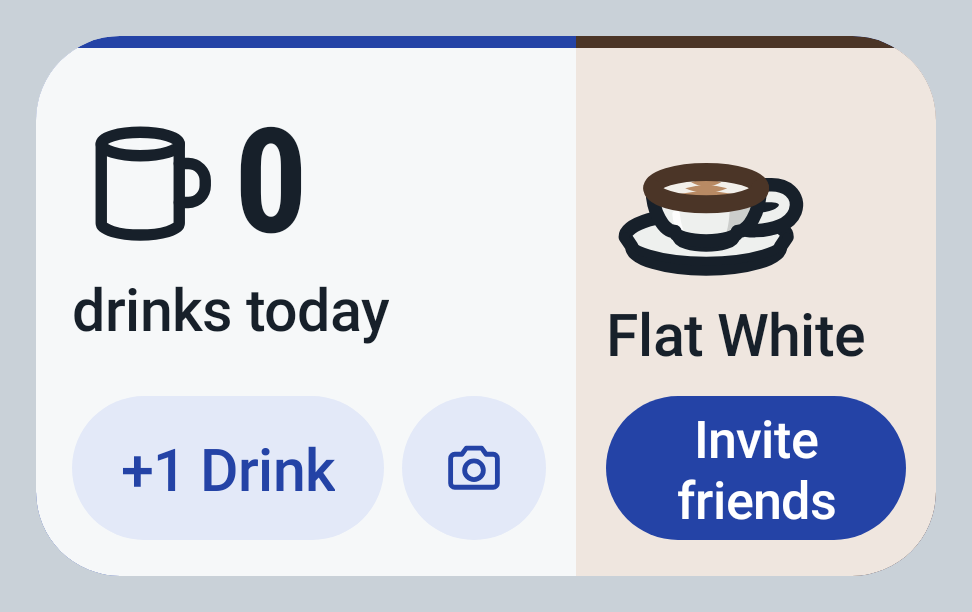 0
drinks today
+1 Drink
Flat White
Invite
friends